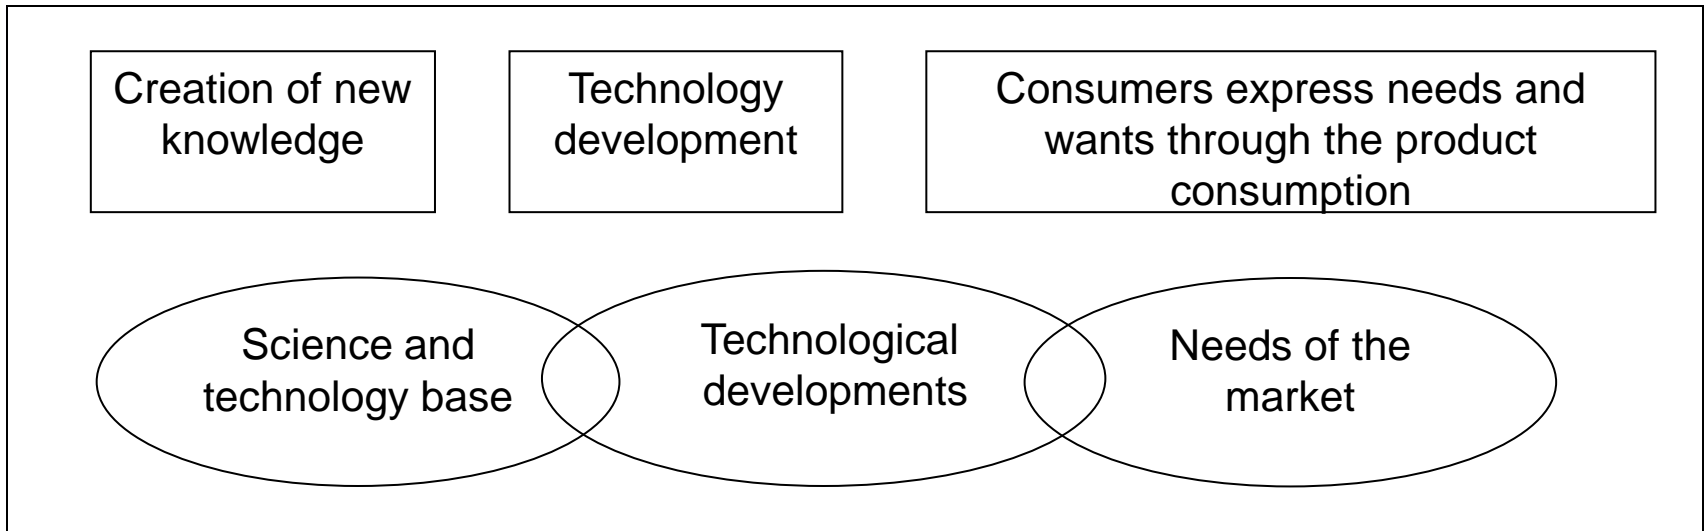 Creation of new
knowledge
Technology
development
Consumers express needs and
wants through the product
consumption
Science and
technology base
Technological
developments
Needs of the
market